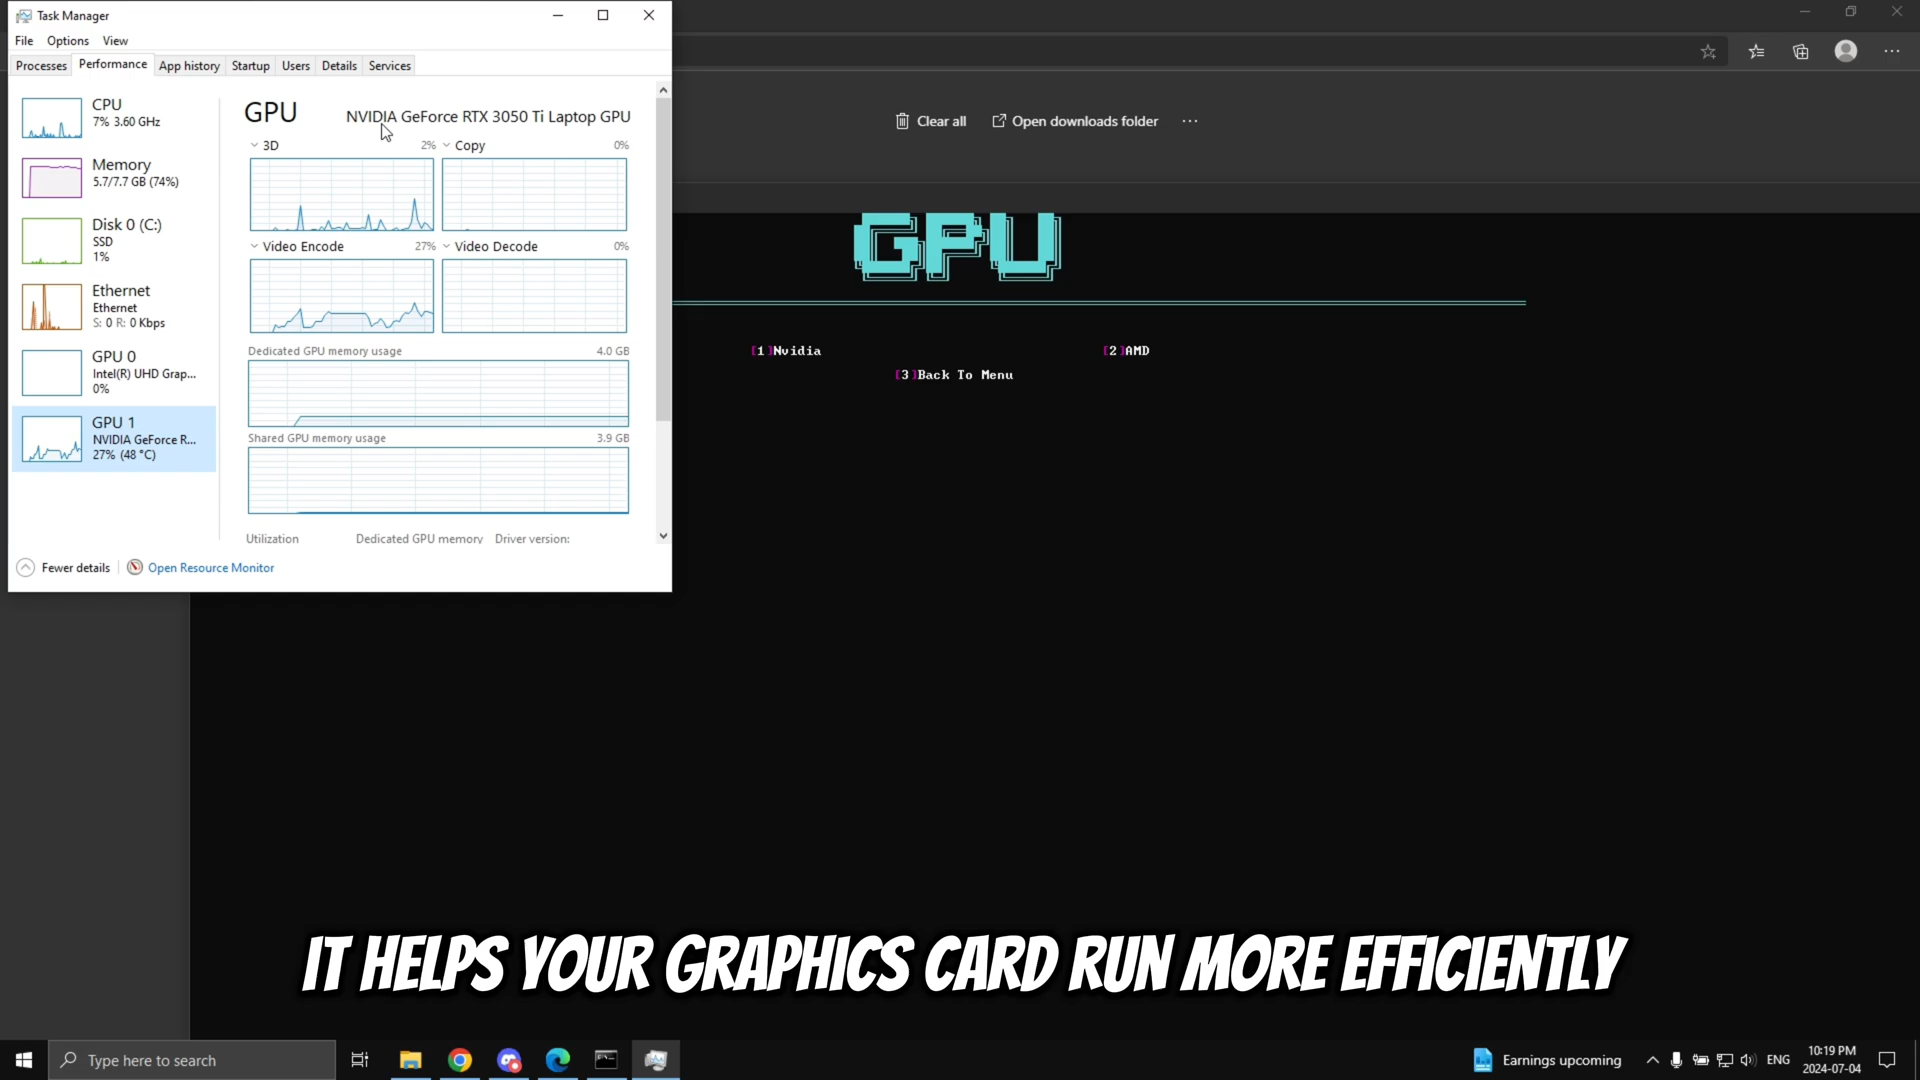 Task Manager
File Options View
Processes Performance App history Startup Users Details Services
CPU
7% 3.60 GHz
Memory
5.7/7.7 GB (74%)
Disk 0 (C:)
SSD
1%
Ethernet
Ethernet
S: 0 R: 0 Kbps
GPU 0
Intel(R) UHD Grap...
0%
GPU 1
NVIDIA GeForce R...
27% (48 °C)
GPU NVIDIA GeForce RTX 3050 Ti Laptop GPU
3D 2% Copy 0%
Video Encode 27% Video Decode 0%
Dedicated GPU memory usage 4.0 GB
Shared GPU memory usage 3.9 GB
Utilization Dedicated GPU memory Driver version:
Fewer details Open Resource Monitor
Clear all Open downloads folder ...
GPU
[1]Nvidia [2]AMD
[3]Back To Menu
IT HELPS YOUR GRAPHICS CARD RUN MORE EFFICIENTLY
Type here to search
Earnings upcoming
ENG
10:19 PM
2024-07-04